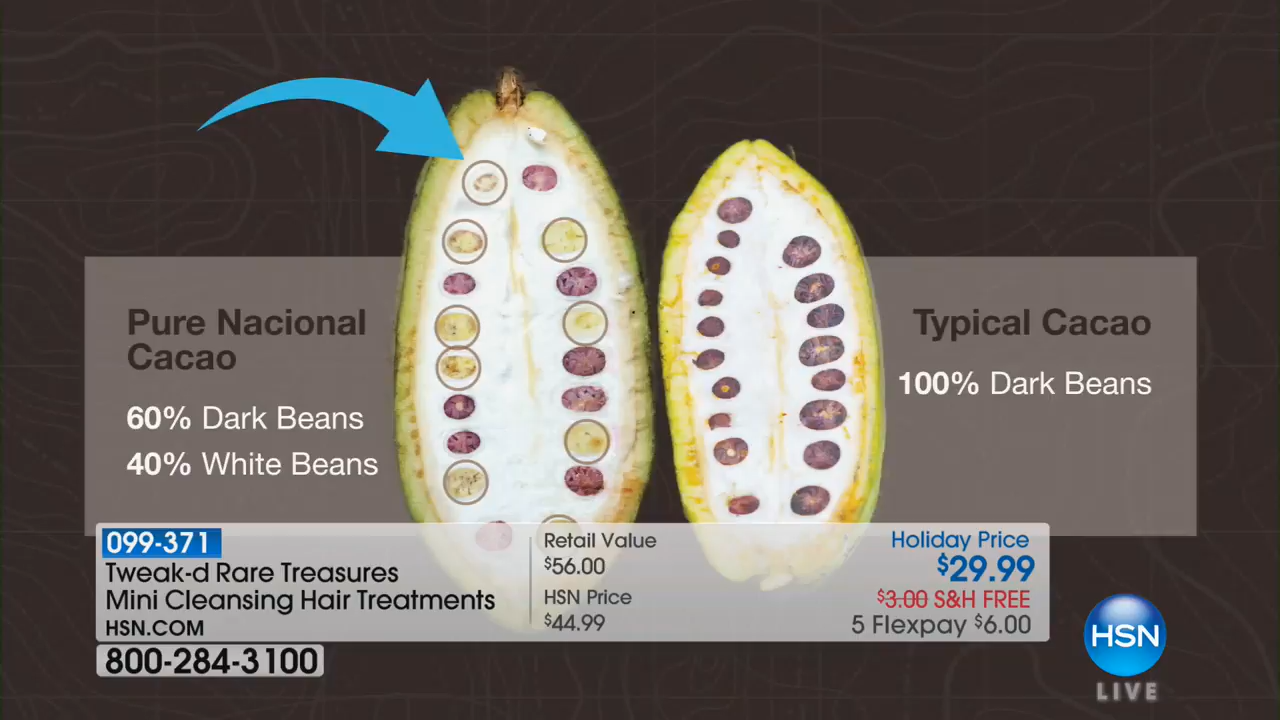 Pure Nacional
Cacao
60% Dark Beans
40% White Beans
Typical Cacao
100% Dark Beans
099-371
Tweak-d Rare Treasures
Mini Cleansing Hair Treatments
HSN.COM
800-284-3100
Retail Value
$56.00
HSN Price
$44.99
Holiday Price
$29.99
$3.00 S&H FREE
5 Flexpay $6.00
HSN
LIVE